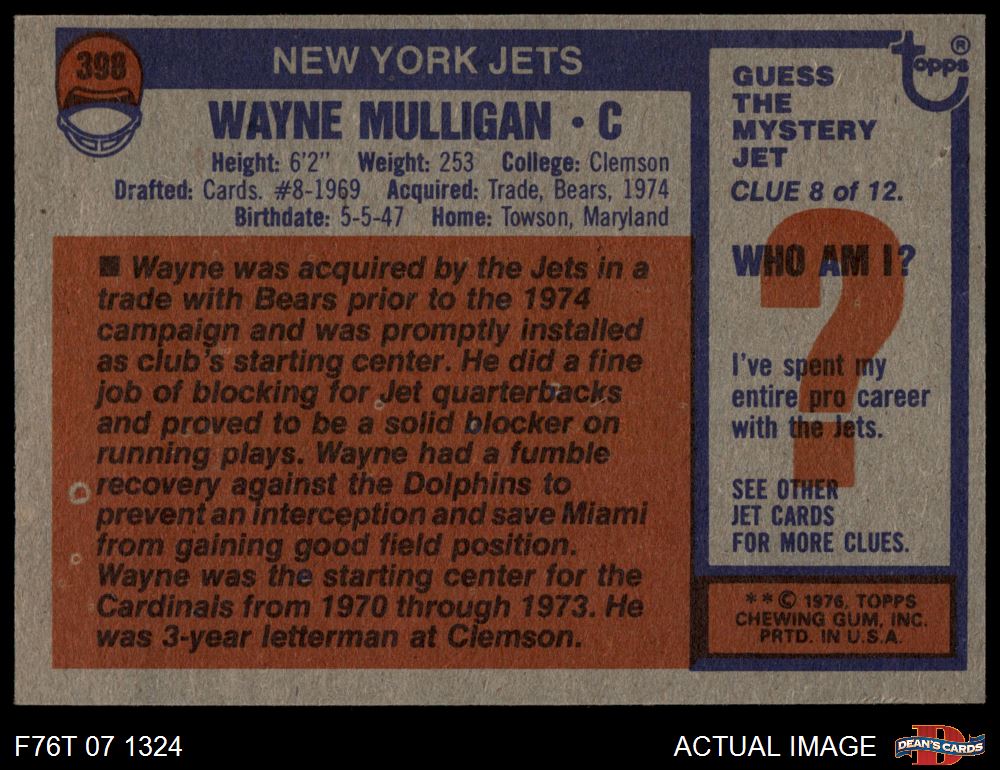 398
NEW YORK JETS
WAYNE MULLIGAN • C
Height: 6'2" Weight: 253 College: Clemson
Drafted: Cards. #8-1969 Acquired: Trade, Bears, 1974
Birthdate: 5-5-47 Home: Towson, Maryland
■ Wayne was acquired by the Jets in a
trade with Bears prior to the 1974
campaign and was promptly installed
as club's starting center. He did a fine
job of blocking for Jet quarterbacks
and proved to be a solid blocker on
running plays. Wayne had a fumble
recovery against the Dolphins to
prevent an interception and save Miami
from gaining good field position.
Wayne was the starting center for the
Cardinals from 1970 through 1973. He
was 3-year letterman at Clemson.
topps®
GUESS
THE
MYSTERY
JET
CLUE 8 of 12.
?
WHO AM I?
I've spent my
entire pro career
with the Jets.
SEE OTHER
JET CARDS
FOR MORE CLUES.
**© 1976, TOPPS
CHEWING GUM, INC.
PRTD. IN U.S.A.
F76T 07 1324
ACTUAL IMAGE
D
DEAN'S CARDS